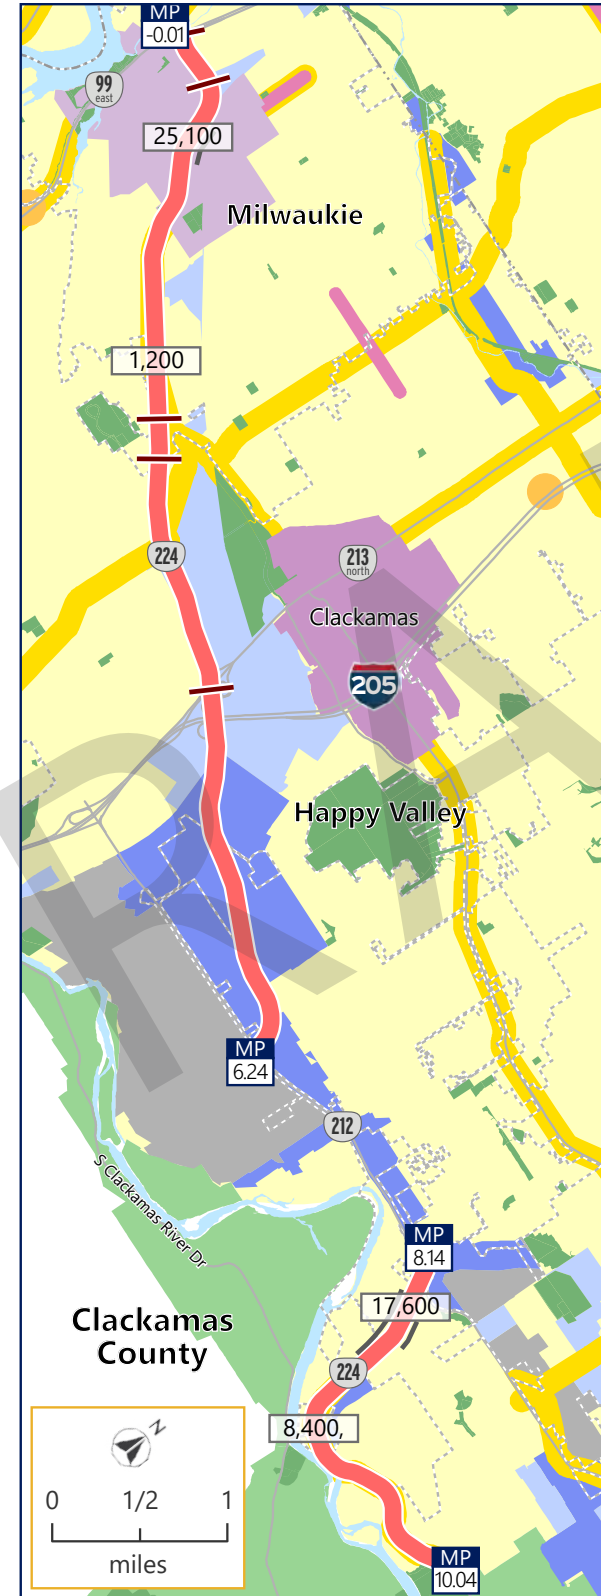 MP
-0.01
99
east
25,100
Milwaukie
1,200
224
213
north
Clackamas
205
Happy Valley
MP
6.24
212
S Clackamas River Dr
MP
8.14
17,600
Clackamas
County
224
8,400,
N
0 1/2 1
miles
MP
10.04